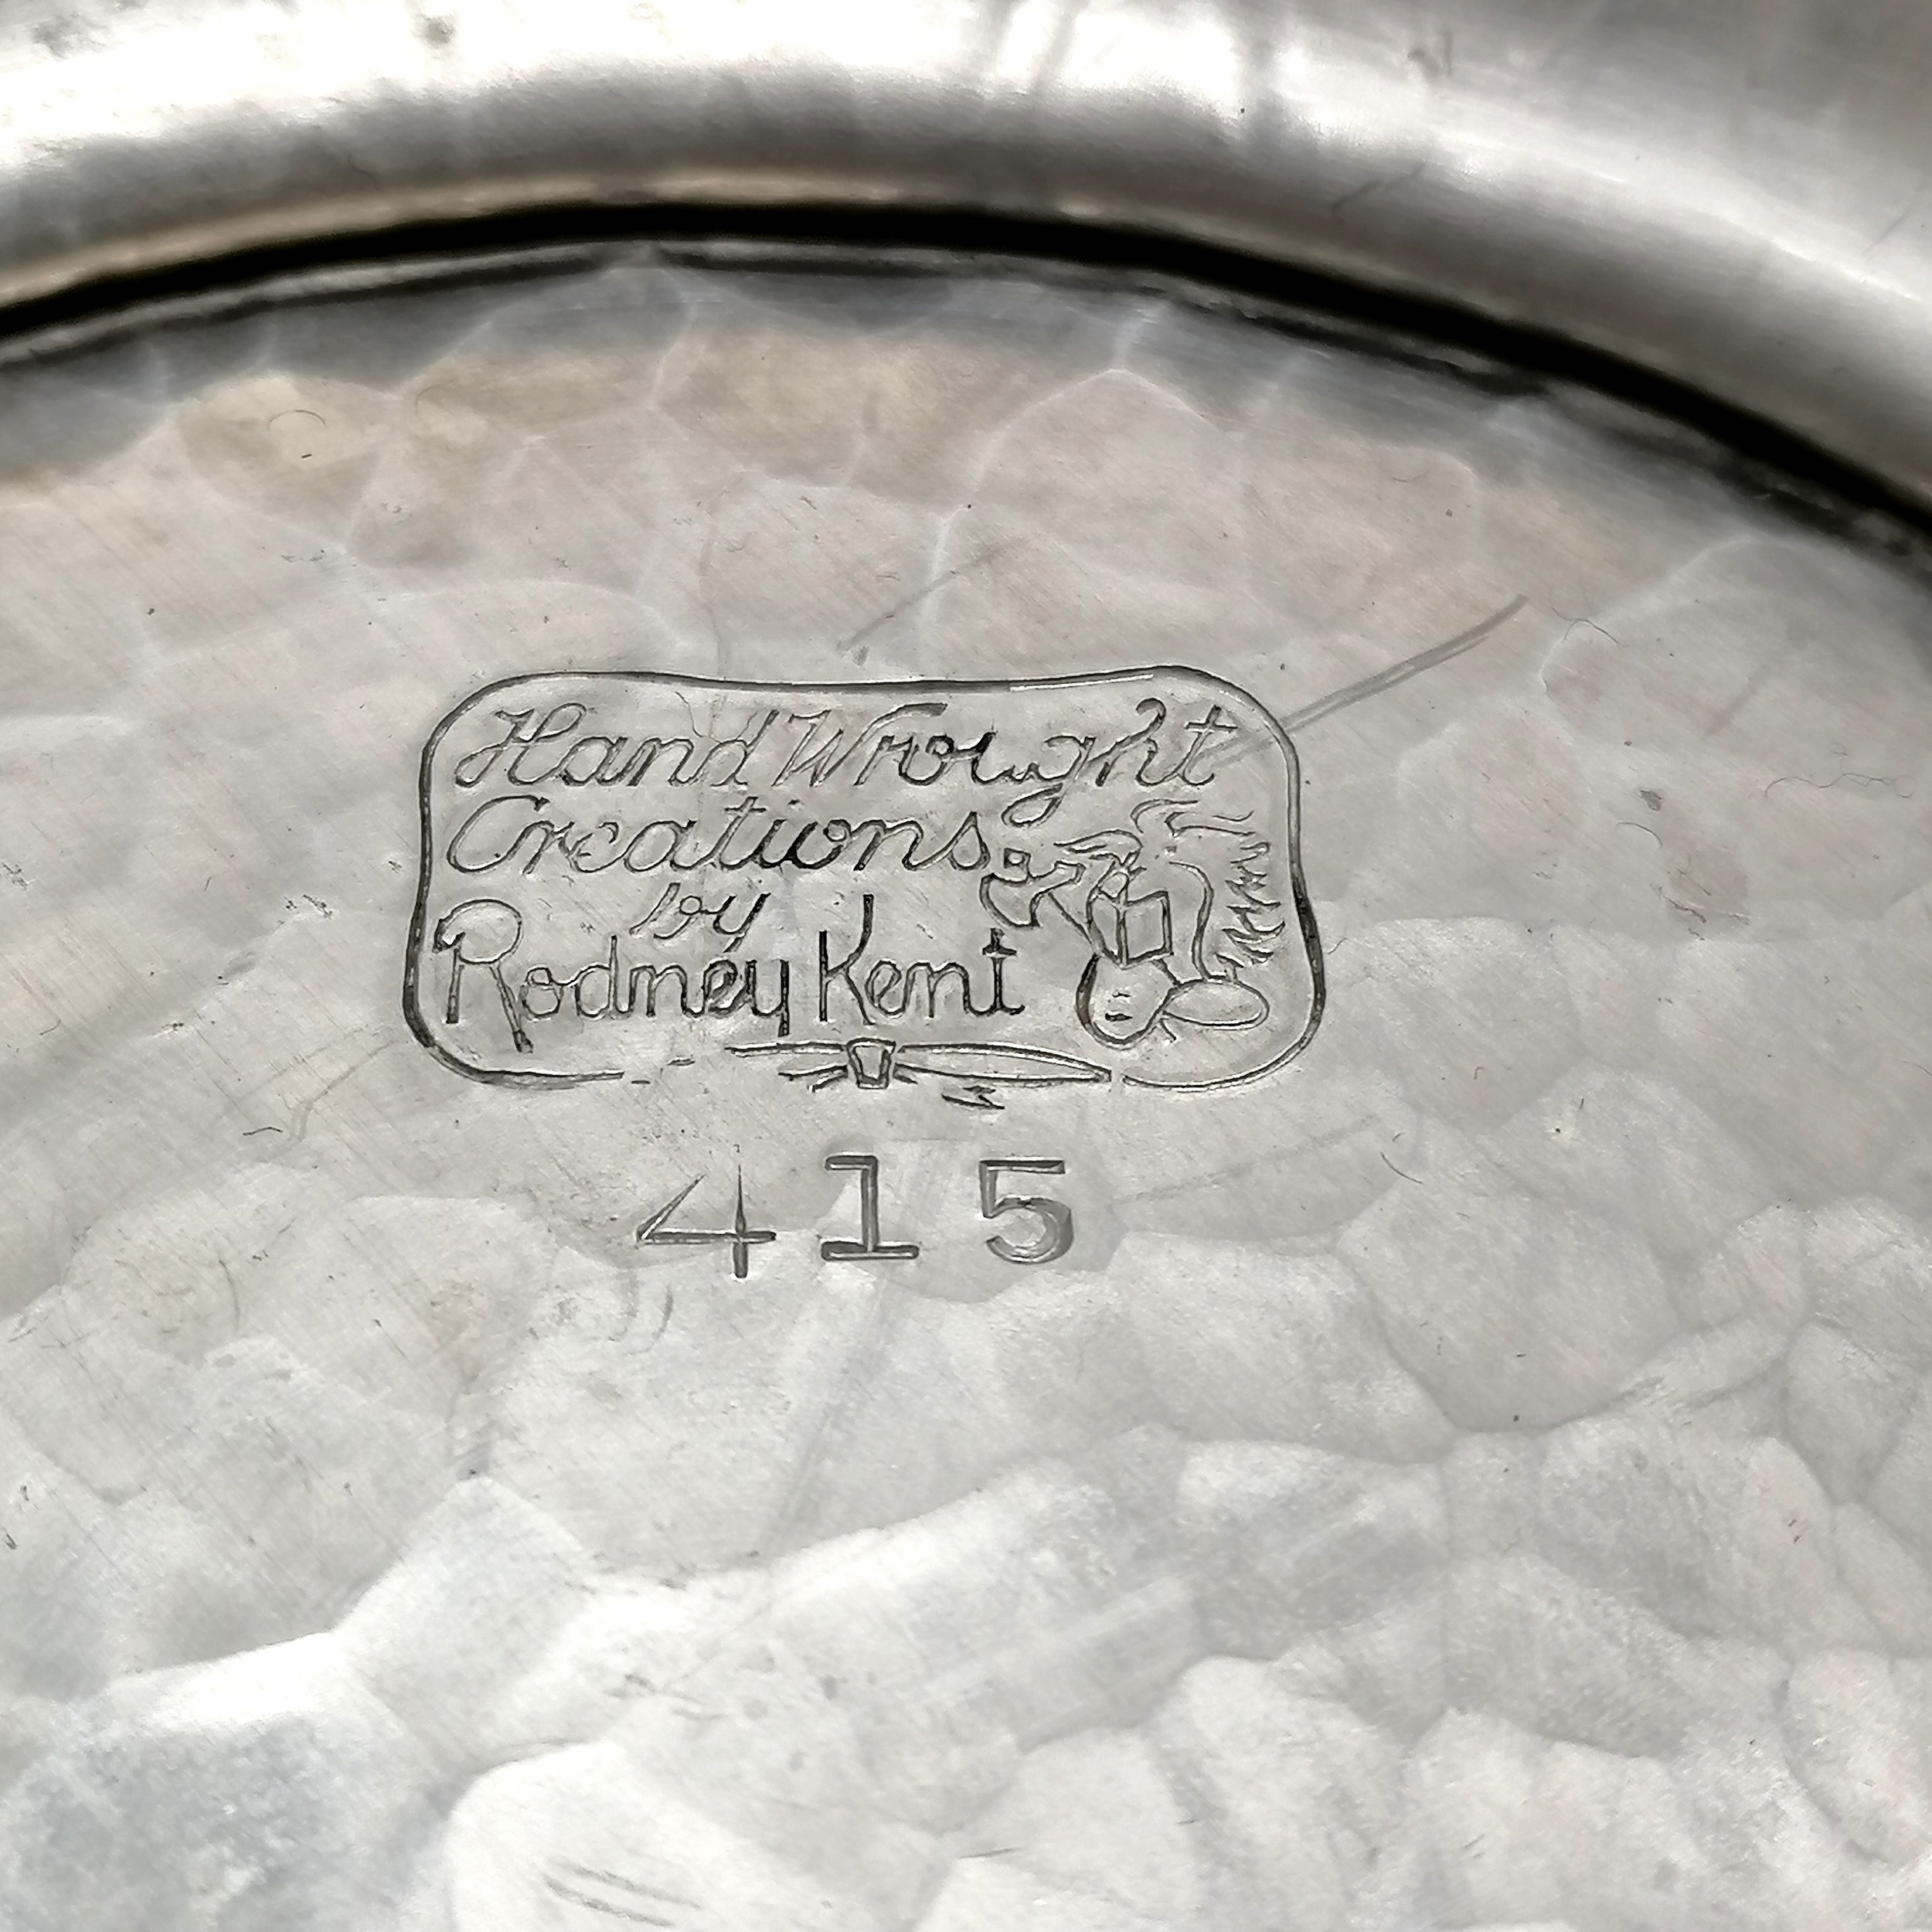 Hand Wrought
Creations
by
Rodney Kent
415